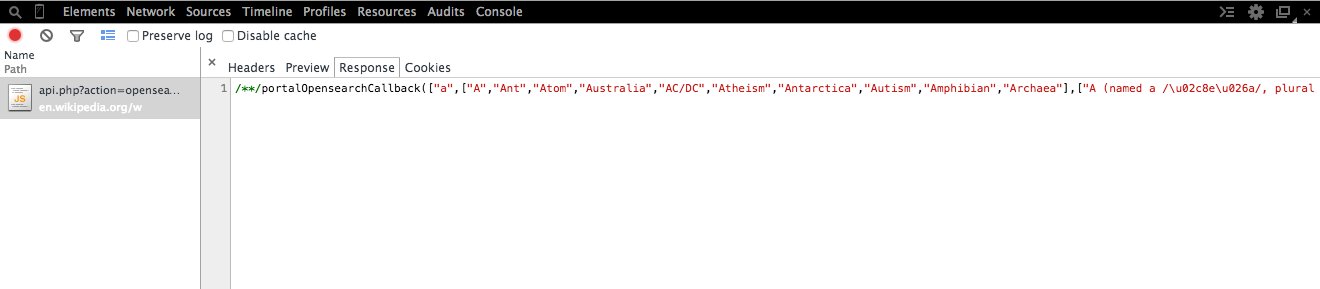 Elements Network Sources Timeline Profiles Resources Audits Console
Preserve log Disable cache
Name
Path
× Headers Preview Response Cookies
JS api.php?action=opensea…
en.wikipedia.org/w
1 /**/portalOpensearchCallback(["a",["A","Ant","Atom","Australia","AC/DC","Atheism","Antarctica","Autism","Amphibian","Archaea"],["A (named a /\u02c8e\u026a/, plural